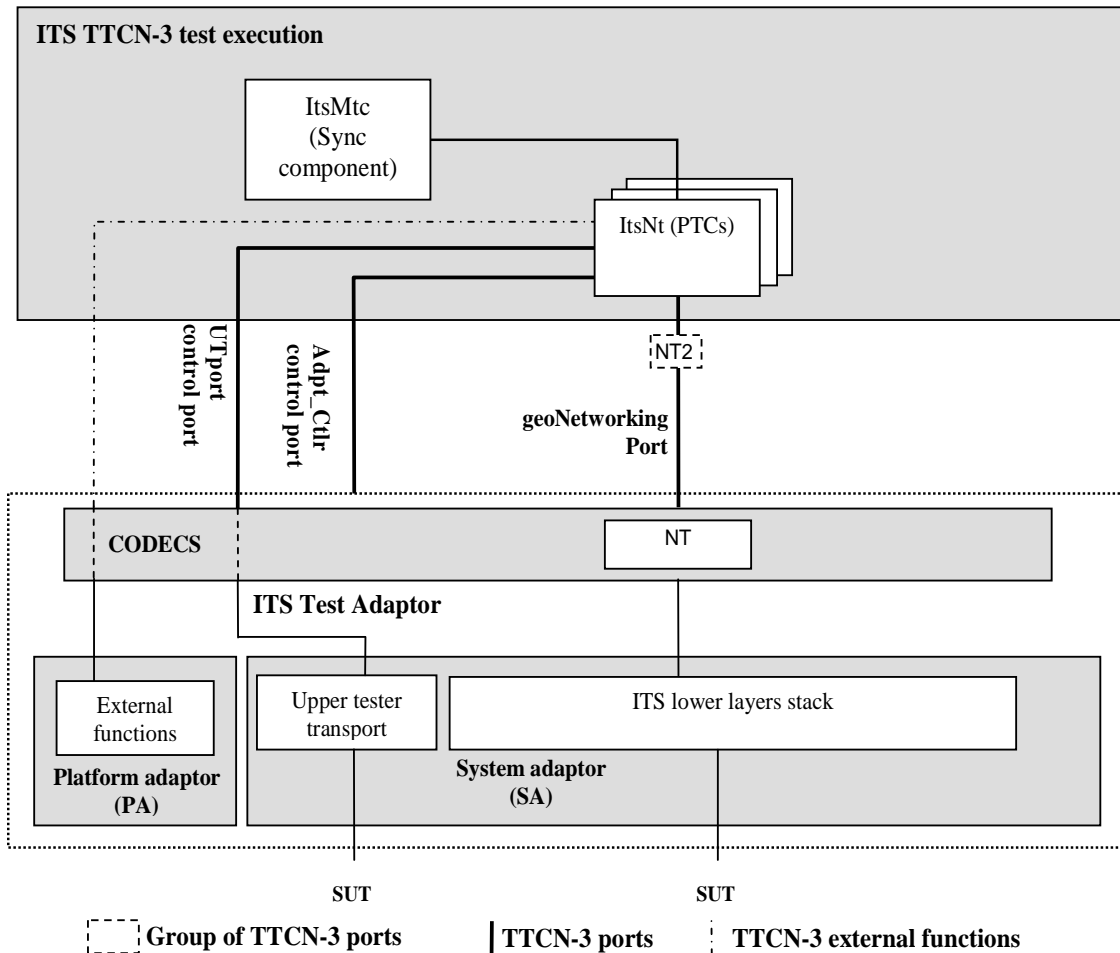 ITS TTCN-3 test execution
ItsMtc
(Sync
component)
ItsNt (PTCs)
UTport
control port
Adpt_Ctlr
control port
NT2
geoNetworking
Port
CODECS
NT
ITS Test Adaptor
External
functions
Upper tester
transport
ITS lower layers stack
Platform adaptor
(PA)
System adaptor
(SA)
SUT
SUT
Group of TTCN-3 ports
TTCN-3 ports
TTCN-3 external functions